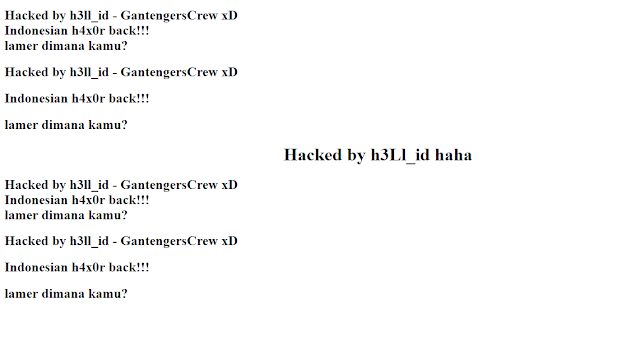 Hacked by h3ll_id - GantengersCrew xD
Indonesian h4x0r back!!!
lamer dimana kamu?
Hacked by h3ll_id - GantengersCrew xD
Indonesian h4x0r back!!!
lamer dimana kamu?
Hacked by h3Ll_id haha
Hacked by h3ll_id - GantengersCrew xD
Indonesian h4x0r back!!!
lamer dimana kamu?
Hacked by h3ll_id - GantengersCrew xD
Indonesian h4x0r back!!!
lamer dimana kamu?